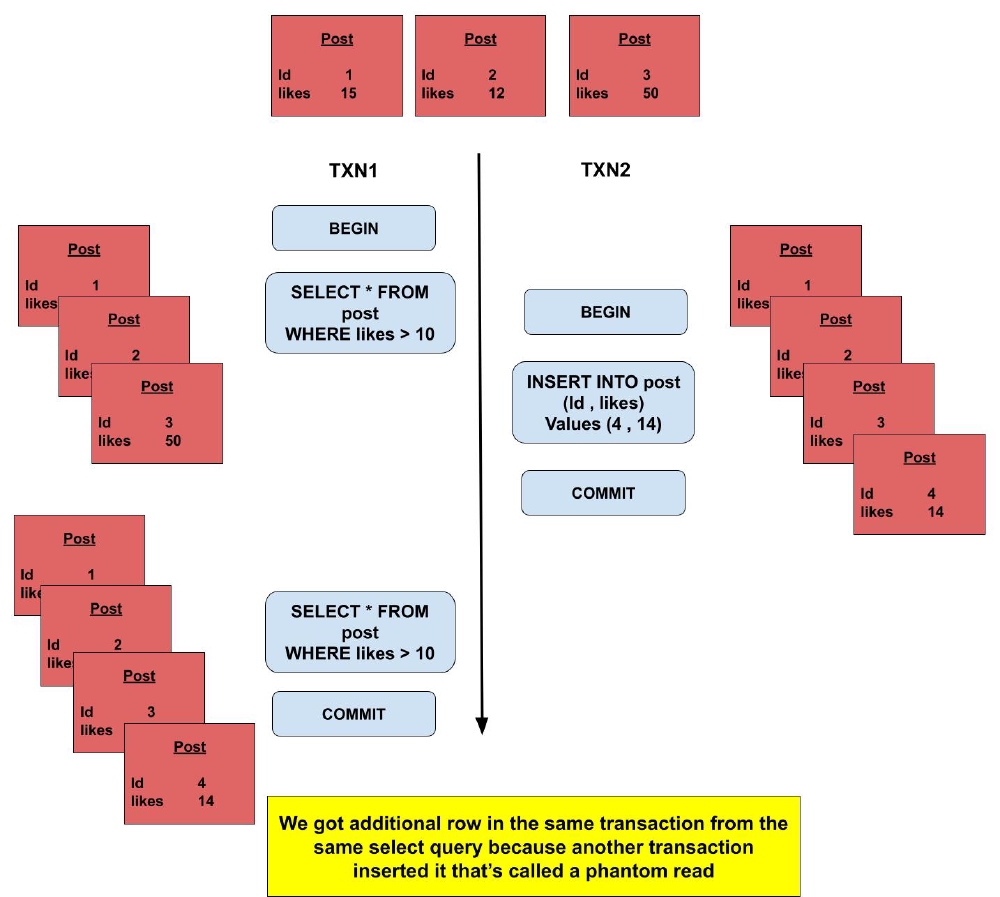 Post
Id 1
likes 15
Post
Id 2
likes 12
Post
Id 3
likes 50
TXN1
TXN2
BEGIN
SELECT * FROM
post
WHERE likes > 10
Post
Id 1
likes
Post
Id 2
Post
Id 3
likes 50
BEGIN
INSERT INTO post
(Id , likes)
Values (4 , 14)
COMMIT
Post
Id 1
likes
Post
Id 2
Post
Id 3
likes
Post
Id 4
likes 14
Post
Id 1
Post
Id 2
Post
Id 3
likes
Post
Id 4
likes 14
SELECT * FROM
post
WHERE likes > 10
COMMIT
We got additional row in the same transaction from the
same select query because another transaction
inserted it that's called a phantom read